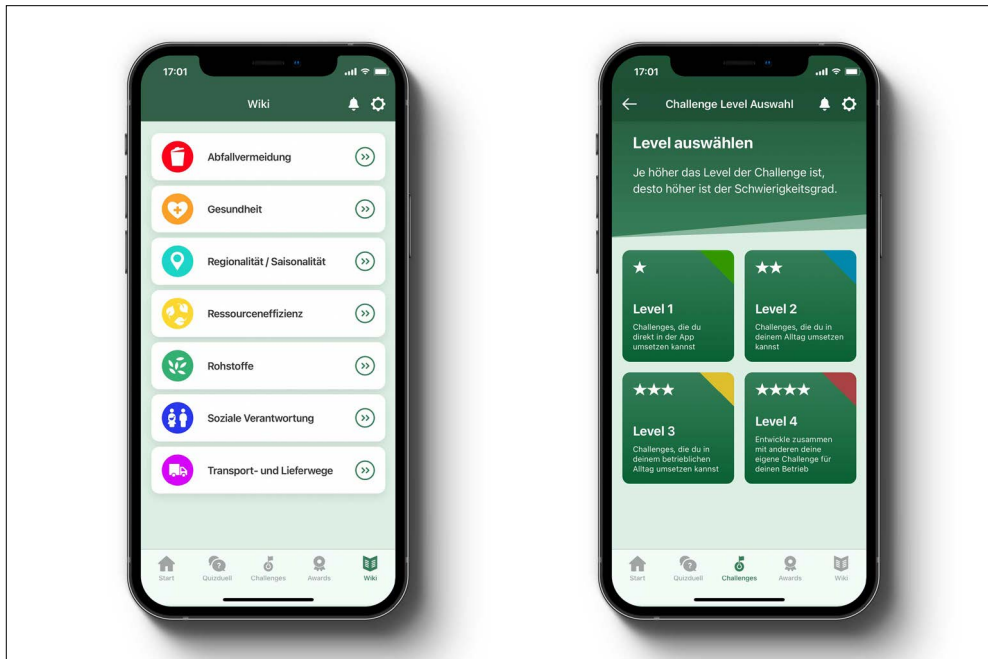 17:01
Wiki
Abfallvermeidung
Gesundheit
Regionalität / Saisonalität
Ressourceneffizienz
Rohstoffe
Soziale Verantwortung
Transport- und Lieferwege
Start
Quizduell
Challenges
Awards
Wiki
17:01
Challenge Level Auswahl
Level auswählen
Je höher das Level der Challenge ist,
desto höher ist der Schwierigkeitsgrad.
Level 1
Challenges, die du
direkt in der App
umsetzen kannst
Level 2
Challenges, die du in
deinem Alltag umsetzen
kannst
Level 3
Challenges, die du in
deinem betrieblichen
Alltag umsetzen kannst
Level 4
Entwickle zusammen
mit anderen deine
eigene Challenge für
deinen Betrieb
Start
Quizduell
Challenges
Awards
Wiki